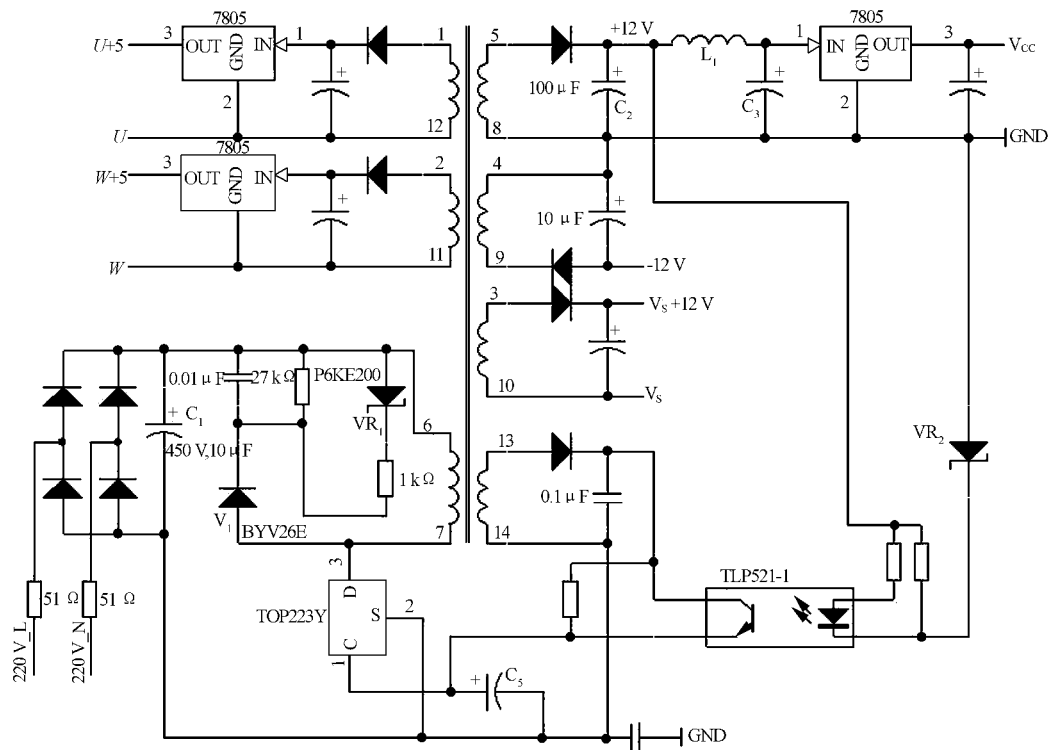 7805
U+5 3 OUT GND IN 1
2
U
1
12
5
8
+12 V
100 μF
C2
L1
C3
7805
1 IN GND OUT 3
2
VCC
GND
7805
W+5 3 OUT GND IN
W
2
11
4
9
10 μF
-12 V
3
10
VS +12 V
VS
0.01 μF
27 kΩ
P6KE200
C1
450 V,10 μF
VR1
6
1 kΩ
V1
BYV26E
7
13
14
0.1 μF
VR2
51 Ω
51 Ω
220 V_L
220 V_N
TOP223Y
3
D
S
2
C
1
C5
TLP521-1
GND